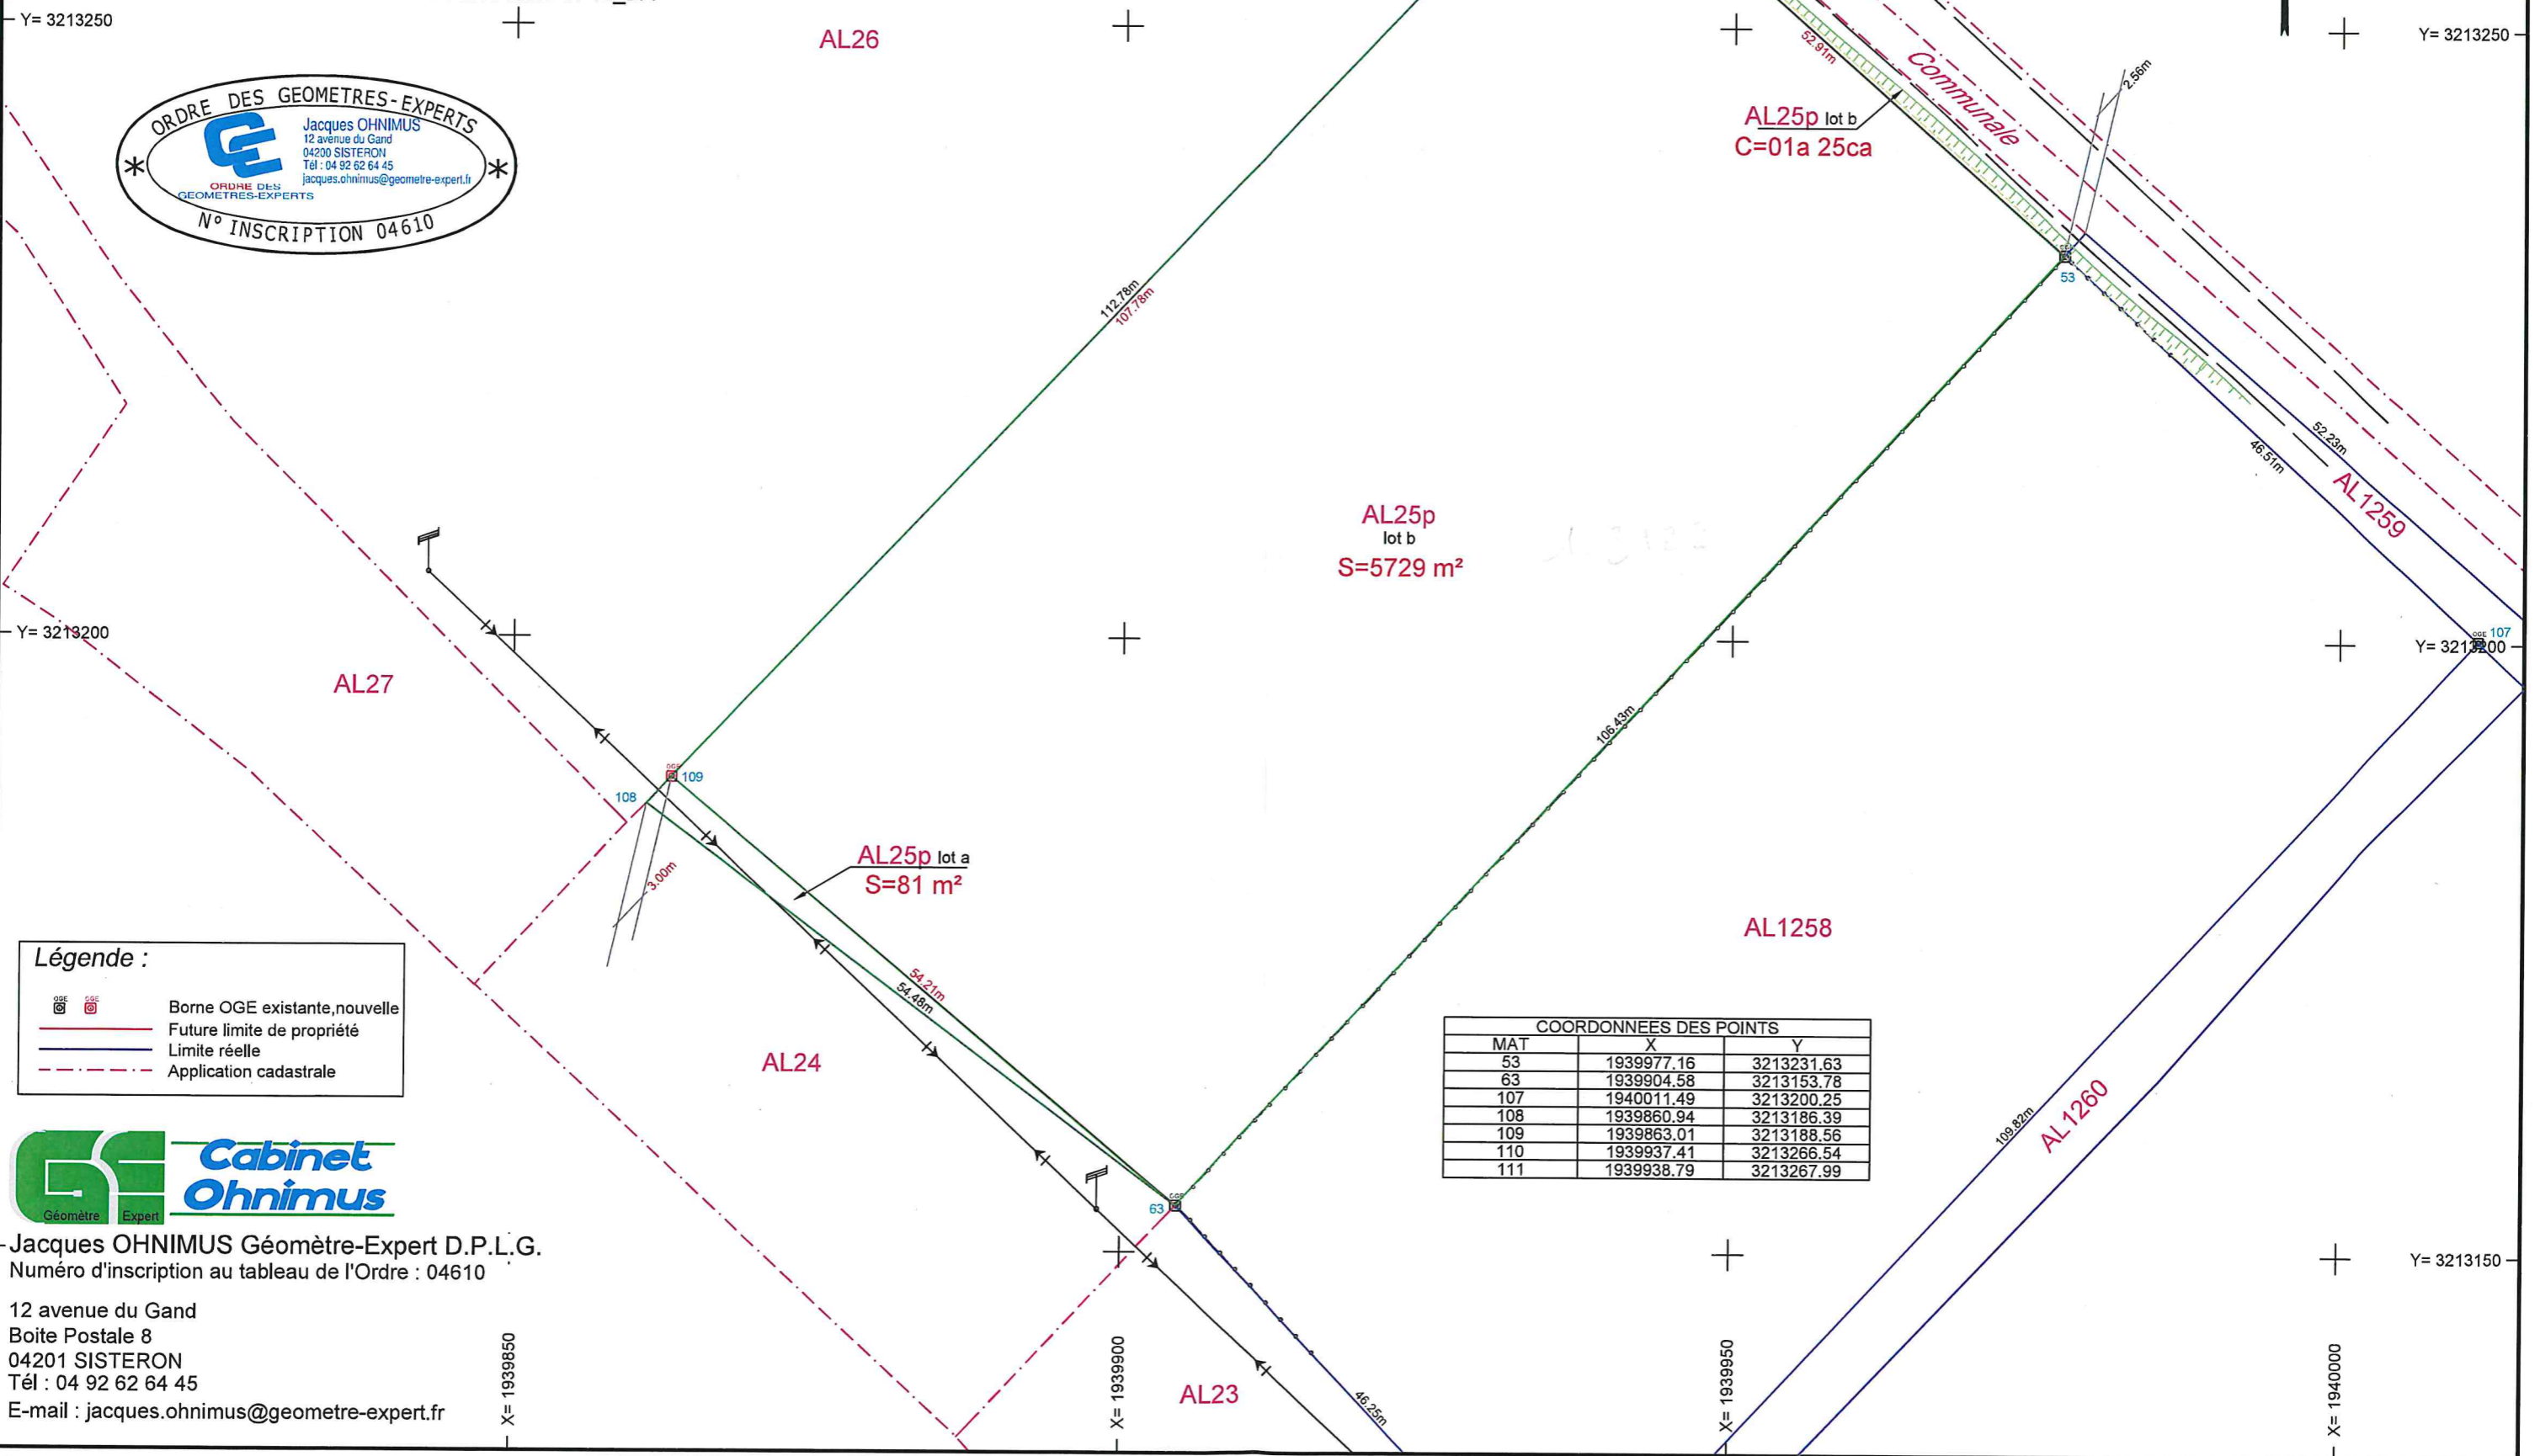 Y= 3213250
AL26
Y= 3213250
ORDRE DES GEOMETRES-EXPERTS
Jacques OHNIMUS
12 avenue du Gand
04200 SISTERON
Tél : 04 92 62 64 45
jacques.ohnimus@geometre-expert.fr
ORDRE DES
GEOMETRES-EXPERTS
N° INSCRIPTION 04610
52.91m
Communale
2.56m
AL25p lot b
C=01a 25ca
53
112.78m
107.78m
52.23m
46.51m
AL1259
AL25p
lot b
S=5729 m²
Y= 3213200
OGE 107
Y= 3213200
AL27
106.43m
OGE
109
108
3.00m
AL25p lot a
S=81 m²
AL1258
54.21m
54.48m
Légende :
OGE OGE
Borne OGE existante,nouvelle
Future limite de propriété
Limite réelle
Application cadastrale
AL24
COORDONNEES DES POINTS
MAT X Y
53 1939977.16 3213231.63
63 1939904.58 3213153.78
107 1940011.49 3213200.25
108 1939860.94 3213186.39
109 1939863.01 3213188.56
110 1939937.41 3213266.54
111 1939938.79 3213267.99
109.82m
AL1260
OGE
63
Géomètre Expert
Cabinet
Ohnimus
Jacques OHNIMUS Géomètre-Expert D.P.L.G.
Numéro d'inscription au tableau de l'Ordre : 04610
12 avenue du Gand
Boite Postale 8
04201 SISTERON
Tél : 04 92 62 64 45
E-mail : jacques.ohnimus@geometre-expert.fr
Y= 3213150
AL23
46.25m
X= 1939850
X= 1939900
X= 1939950
X= 1940000